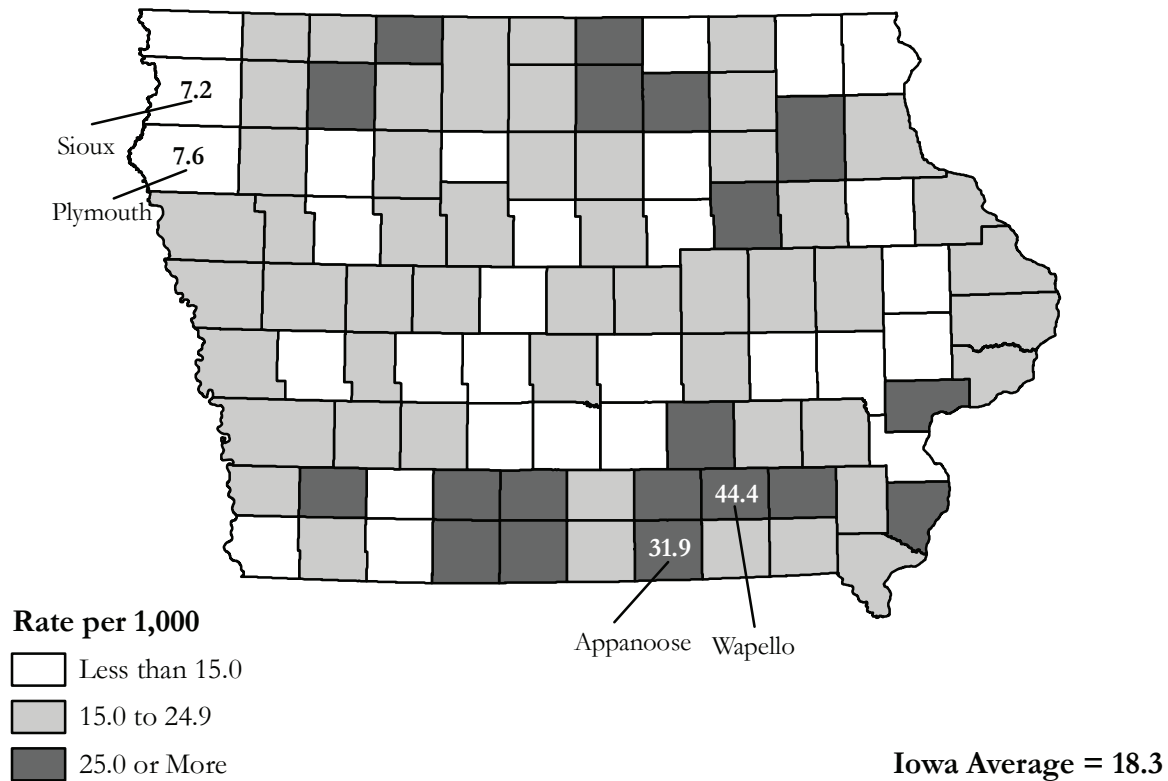 7.2
Sioux
7.6
Plymouth
44.4
31.9
Appanoose
Wapello
Rate per 1,000
Less than 15.0
15.0 to 24.9
25.0 or More
Iowa Average = 18.3